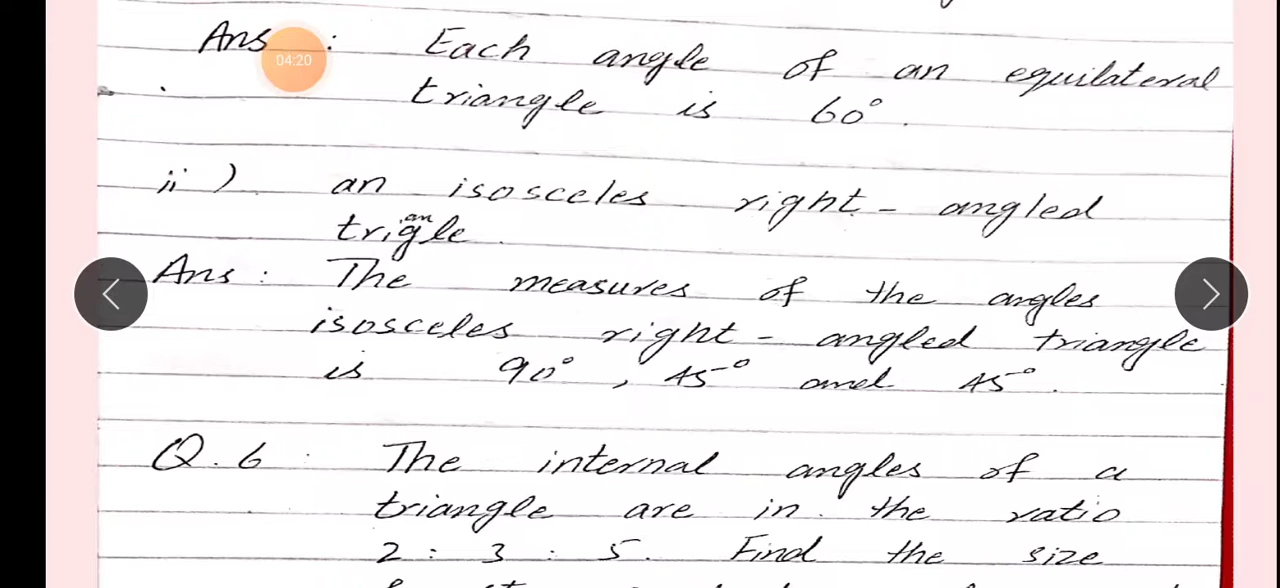 Ans : Each angle of an equilateral
04:20
triangle is 60°.
ii) an isosceles right-angled
an
trigle.
Ans : The measures of the angles
isosceles right-angled triangle
is 90°, 45° and 45°.
Q.6 : The internal angles of a
triangle are in the ratio
2 : 3 : 5. Find the size